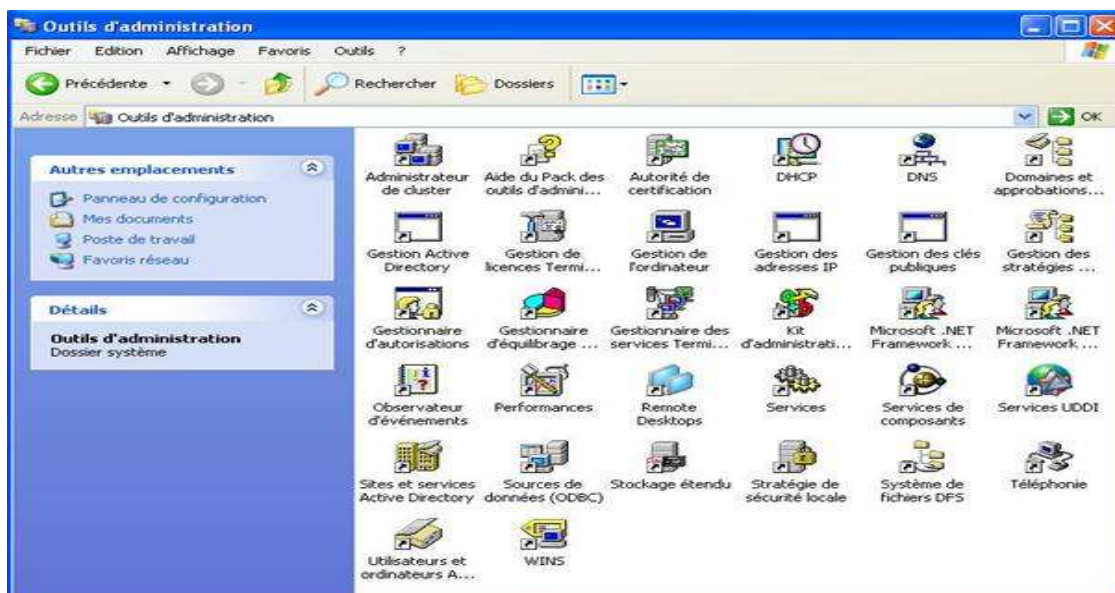 Outils d'administration
Fichier Edition Affichage Favoris Outils ?
Précédente Rechercher Dossiers
Adresse Outils d'administration OK
Autres emplacements
Panneau de configuration
Mes documents
Poste de travail
Favoris réseau
Détails
Outils d'administration
Dossier système
Administrateur
de cluster
Aide du Pack des
outils d'admini...
Autorité de
certification
DHCP
DNS
Domaines et
approbations...
Gestion Active
Directory
Gestion de
licences Termi...
Gestion de
l'ordinateur
Gestion des
adresses IP
Gestion des clés
publiques
Gestion des
stratégies ...
Gestionnaire
d'autorisations
Gestionnaire
d'équilibrage ...
Gestionnaire des
services Termi...
Kit
d'administrati...
Microsoft .NET
Framework ...
Microsoft .NET
Framework ...
Observateur
d'événements
Performances
Remote
Desktops
Services
Services de
composants
Services UDDI
Sites et services
Active Directory
Sources de
données (ODBC)
Stockage étendu
Stratégie de
sécurité locale
Système de
fichiers DFS
Téléphonie
Utilisateurs et
ordinateurs A...
WINS